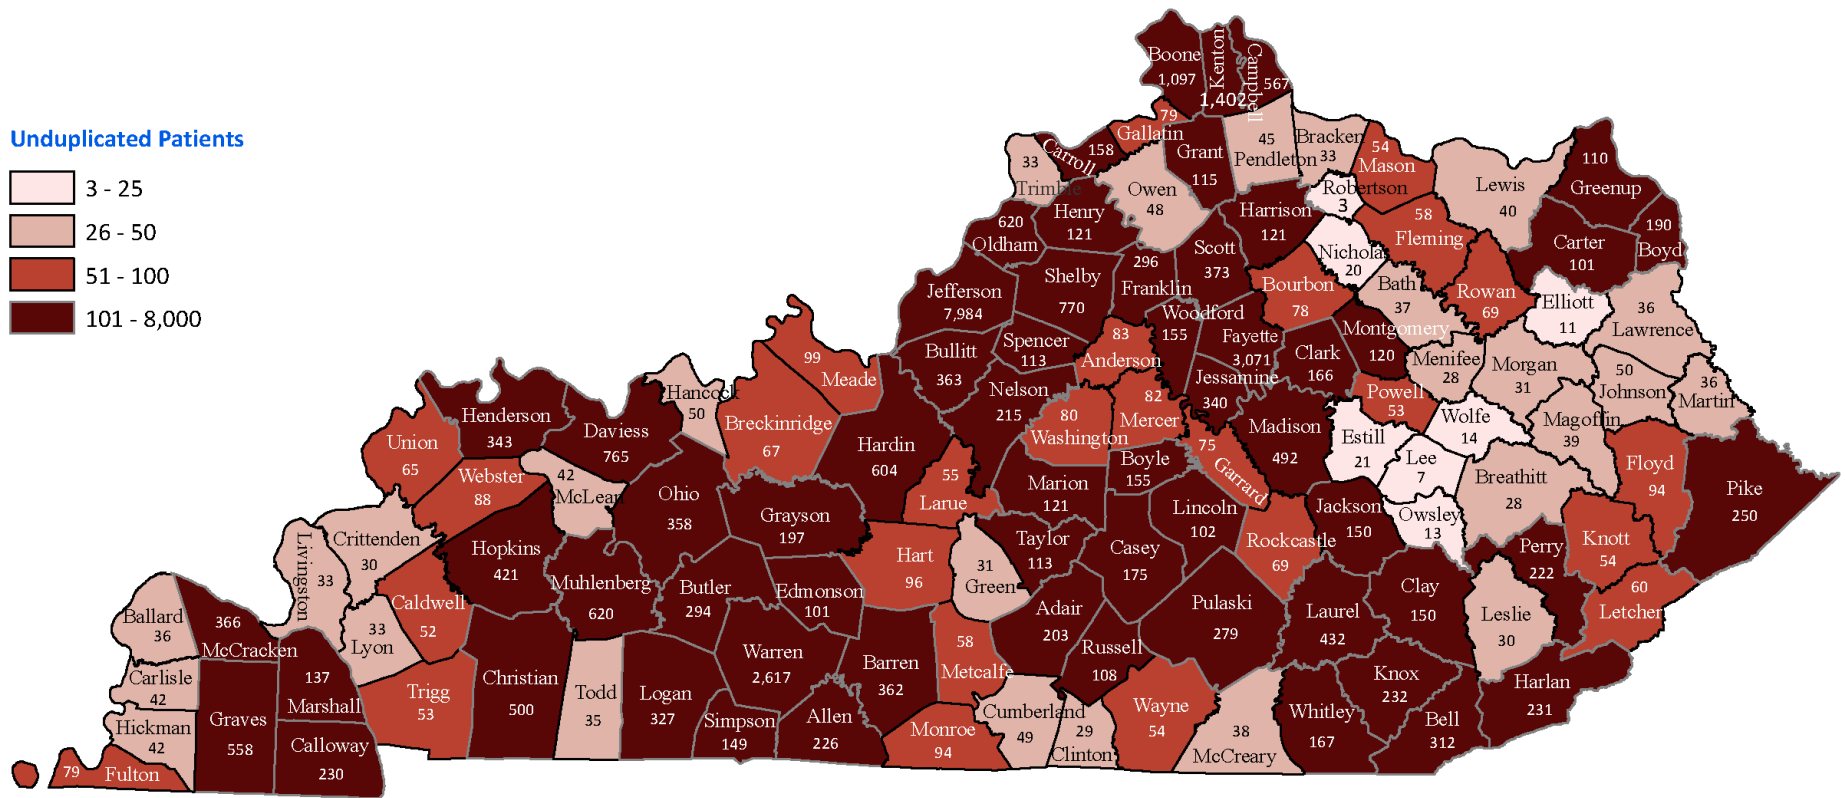 Unduplicated Patients
3 - 25
26 - 50
51 - 100
101 - 8,000
Boone
1,097
Kenton
1,402
Campbell
567
79
Gallatin
Carroll
158
33
Trimble
Grant
115
45
Pendleton
Bracken
33
54
Mason
Robertson
3
Lewis
40
110
Greenup
190
Boyd
Carter
101
Owen
48
Henry
121
620
Oldham
Harrison
121
58
Fleming
Nicholas
20
Scott
373
296
Franklin
Shelby
770
Jefferson
7,984
Bourbon
78
Bath
37
Rowan
69
Elliott
11
36
Lawrence
Woodford
155
Fayette
3,071
Montgomery
120
Clark
166
83
Anderson
Spencer
113
Bullitt
363
99
Meade
Menifee
28
Morgan
31
50
Johnson
36
Martin
Jessamine
340
Nelson
215
82
Mercer
80
Washington
Powell
53
Wolfe
14
Magoffin
39
Madison
492
Estill
21
Lee
7
Hancock
50
Breckinridge
67
Henderson
343
Daviess
765
Union
65
Hardin
604
75
Garrard
Boyle
155
Floyd
94
Pike
250
Breathitt
28
Webster
88
42
McLean
Ohio
358
Grayson
197
55
Larue
Marion
121
Lincoln
102
Jackson
150
Owsley
13
Rockcastle
69
Perry
222
Knott
54
60
Letcher
Crittenden
30
Livingston
33
Hopkins
421
Muhlenberg
620
Butler
294
Edmonson
101
Hart
96
31
Green
Taylor
113
Casey
175
Adair
203
Pulaski
279
Laurel
432
Clay
150
Leslie
30
Caldwell
52
33
Lyon
Ballard
36
366
McCracken
Carlisle
42
137
Marshall
Hickman
42
Graves
558
Calloway
230
79
Fulton
Trigg
53
Christian
500
Todd
35
Logan
327
Warren
2,617
Simpson
149
Allen
226
Barren
362
58
Metcalfe
Monroe
94
Cumberland
49
29
Clinton
Russell
108
Wayne
54
38
McCreary
Whitley
167
Knox
232
Bell
312
Harlan
231